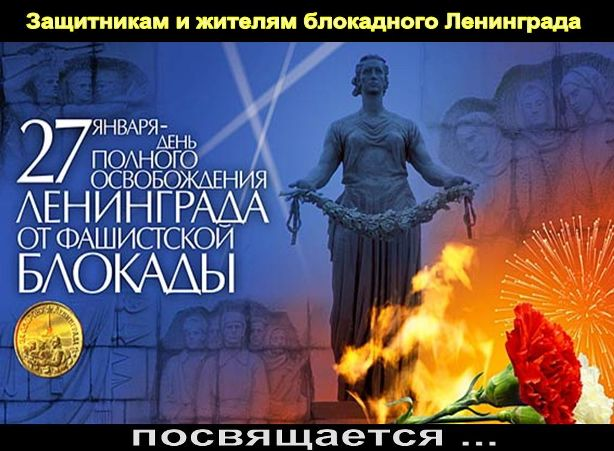 Защитникам и жителям блокадного Ленинграда
27 ЯНВАРЯ-
ДЕНЬ
ПОЛНОГО
ОСВОБОЖДЕНИЯ
ЛЕНИНГРАДА
ОТ ФАШИСТСКОЙ
БЛОКАДЫ
посвящается ...